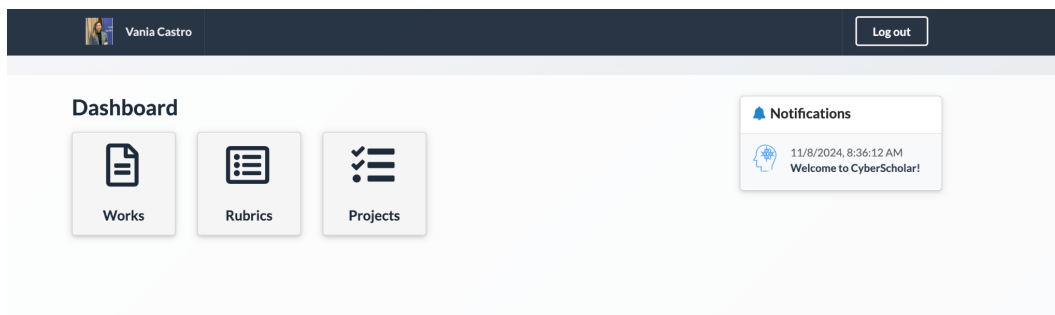 Vania Castro
Log out
Dashboard
Works
Rubrics
Projects
Notifications
11/8/2024, 8:36:12 AM
Welcome to CyberScholar!